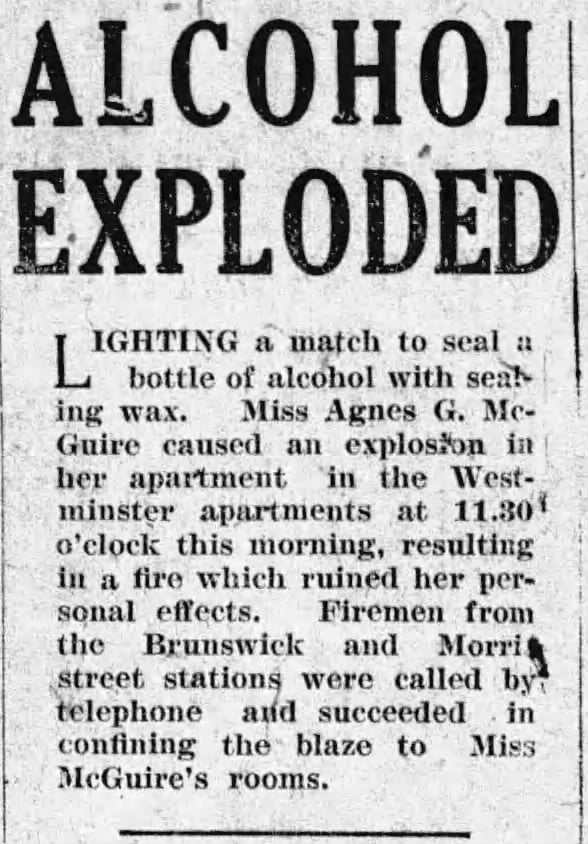 ALCOHOL
EXPLODED
LIGHTING a match to seal a
bottle of alcohol with seal-
ing wax. Miss Agnes G. Mc-
Guire caused an explosion in
her apartment in the West-
minster apartments at 11.30
o'clock this morning, resulting
in a fire which ruined her per-
sonal effects. Firemen from
the Brunswick and Morris
street stations were called by
telephone and succeeded in
confining the blaze to Miss
McGuire's rooms.